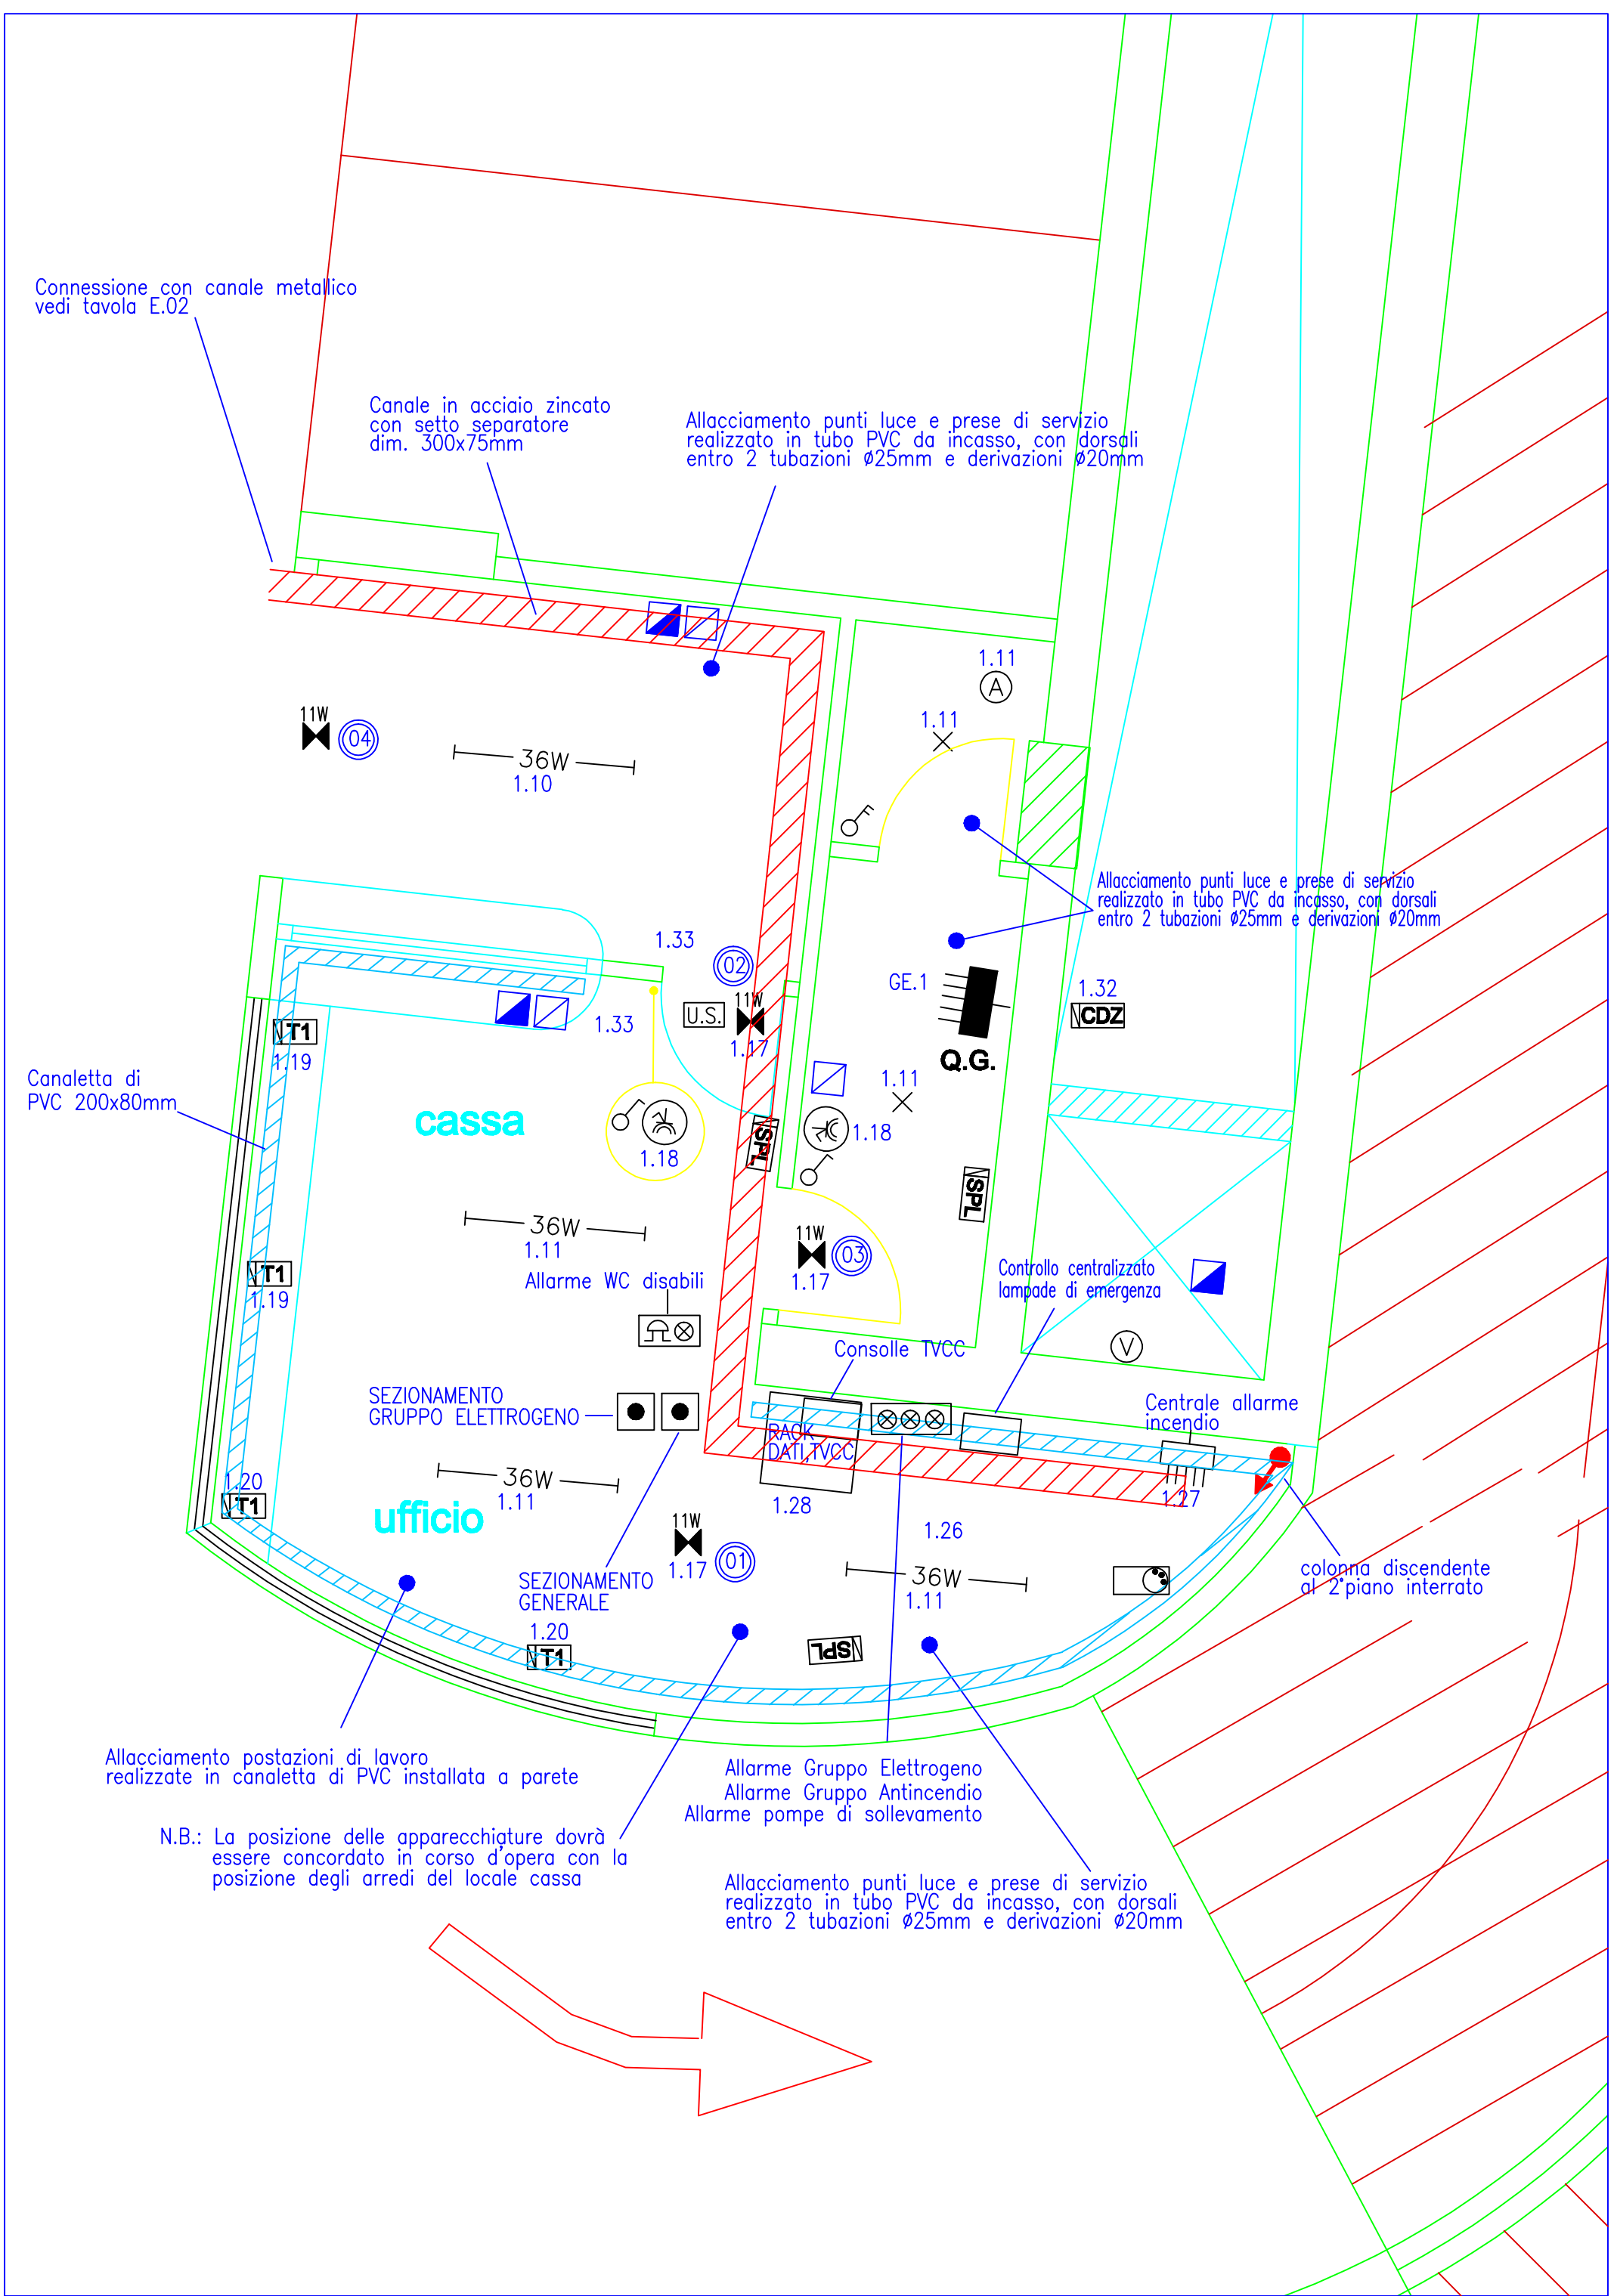 Connessione con canale metallico
vedi tavola E.02
Canale in acciaio zincato
con setto separatore
dim. 300x75mm
Allacciamento punti luce e prese di servizio
realizzato in tubo PVC da incasso, con dorsali
entro 2 tubazioni ø25mm e derivazioni ø20mm
1.11
A
1.11
11W
04
36W
1.10
Allacciamento punti luce e prese di servizio
realizzato in tubo PVC da incasso, con dorsali
entro 2 tubazioni ø25mm e derivazioni ø20mm
1.33
02
GE.1
1.32
CDZ
U.S.
11W
1.17
1.33
T1
1.19
Q.G.
Canaletta di
PVC 200x80mm
cassa
1.11
1.18
1.18
SPL
SPL
36W
1.11
11W
03
1.17
T1
1.19
Allarme WC disabili
Controllo centralizzato
lampade di emergenza
V
Consolle TVCC
SEZIONAMENTO
GRUPPO ELETTROGENO
Centrale allarme
incendio
RACK
DATI,TVCC
36W
1.11
1.20
T1
1.28
1.27
ufficio
11W
1.17
01
1.26
36W
1.11
colonna discendente
al 2°piano interrato
SEZIONAMENTO
GENERALE
1.20
T1
SPL
Allacciamento postazioni di lavoro
realizzate in canaletta di PVC installata a parete
Allarme Gruppo Elettrogeno
Allarme Gruppo Antincendio
Allarme pompe di sollevamento
N.B.: La posizione delle apparecchiature dovrà
essere concordato in corso d'opera con la
posizione degli arredi del locale cassa
Allacciamento punti luce e prese di servizio
realizzato in tubo PVC da incasso, con dorsali
entro 2 tubazioni ø25mm e derivazioni ø20mm